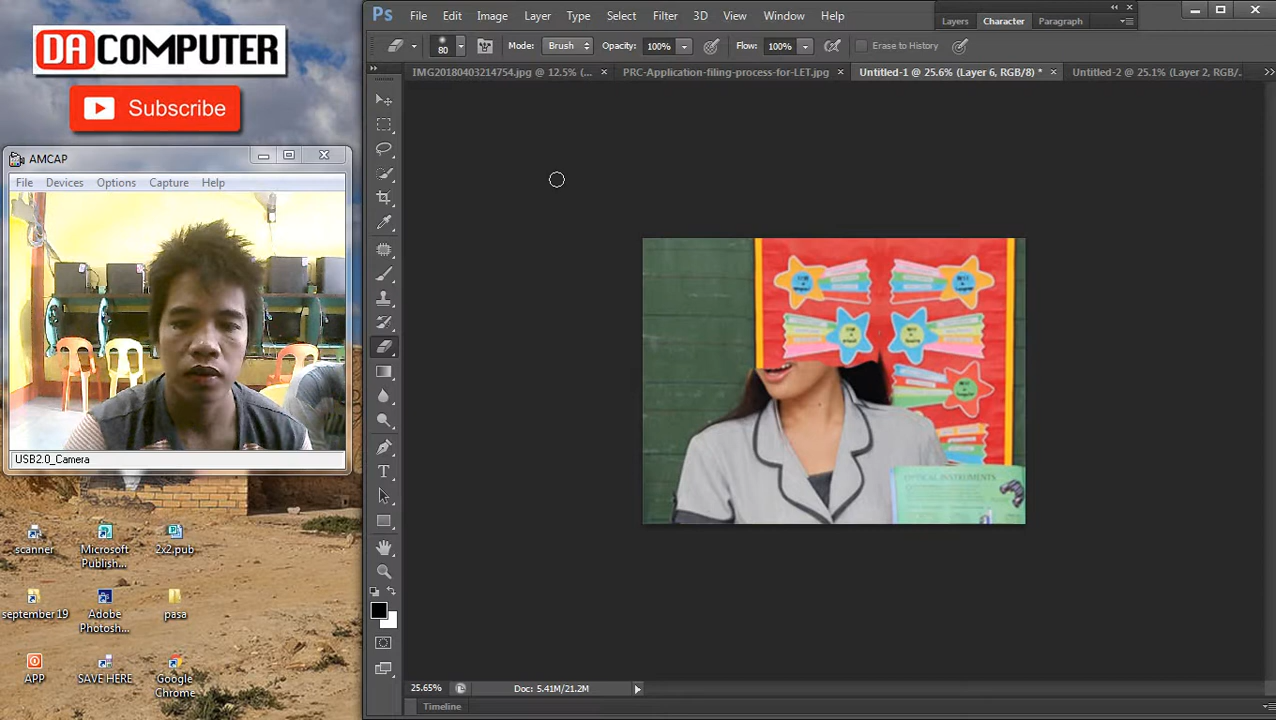 DA COMPUTER
Subscribe
AMCAP
File Devices Options Capture Help
USB2.0_Camera
scanner
Microsoft Publish...
2x2.pub
september 19
Adobe Photosh...
pasa
APP
SAVE HERE
Google Chrome
Ps File Edit Image Layer Type Select Filter 3D View Window Help
Layers Character Paragraph
80 Mode: Brush Opacity: 100% Flow: 100% Erase to History
IMG20180403214754.jpg @ 12.5% (... PRC-Application-filing-process-for-LET.jpg Untitled-1 @ 25.6% (Layer 6, RGB/8) * Untitled-2 @ 25.1% (Layer 2, RGB/...
OPTICAL INSTRUMENTS
25.65% Doc: 5.41M/21.2M
Timeline